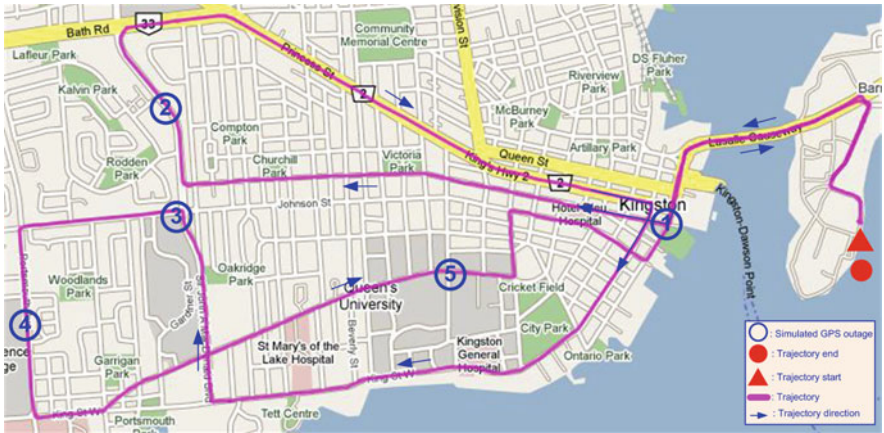 33
Bath Rd
Lafleur Park
Community
Memorial Centre
Princess St
DS Fluher
Park
Kalvin Park
2
2
Riverview
Park
Barr
McBurney
Park
Compton
Park
Artillery Park
Lasalle Causeway
Rodden
Park
Churchill
Park
Victoria
Park
Queen St
King's Hwy 2
2
Kingston
Johnson St
Hotel Dieu
Hospital
1
3
Kingston-Dawson Point
Woodlands
Park
Oakridge
Park
Gardiner St
5
Queen's
University
Cricket Field
4
Beverly St
City Park
St Mary's of the
Lake Hospital
Kingston
General
Hospital
Ontario Park
Garrigan
Park
King St W
King St W
Portsmouth
Tett Centre
: Simulated GPS outage
: Trajectory end
: Trajectory start
: Trajectory
: Trajectory direction